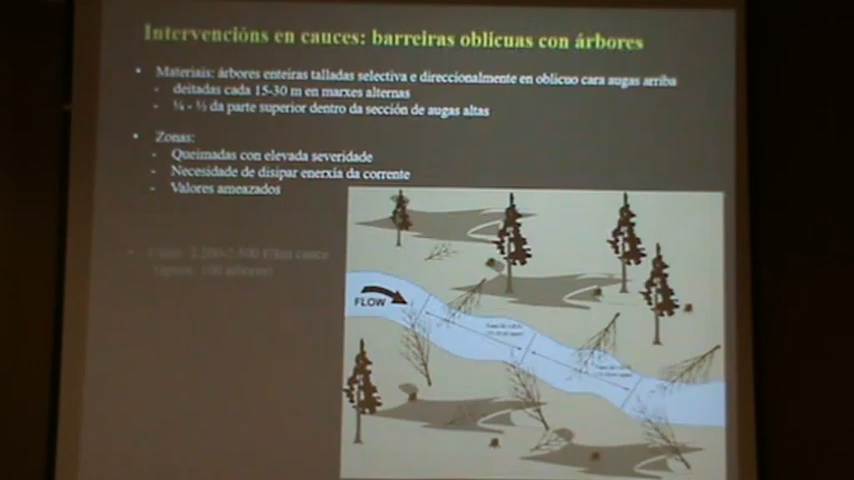 Intervencións en cauces: barreiras oblicuas con árbores
• Materiais: árbores enteiras talladas selectiva e direccionalmente en oblicuo cara augas arriba
- deitadas cada 15-30 m en marxes alternas
- ¼ - ½ da parte superior dentro da sección de augas altas
• Zonas:
- Queimadas con elevada severidade
- Necesidade de disipar enerxía da corrente
- Valores ameazados
FLOW